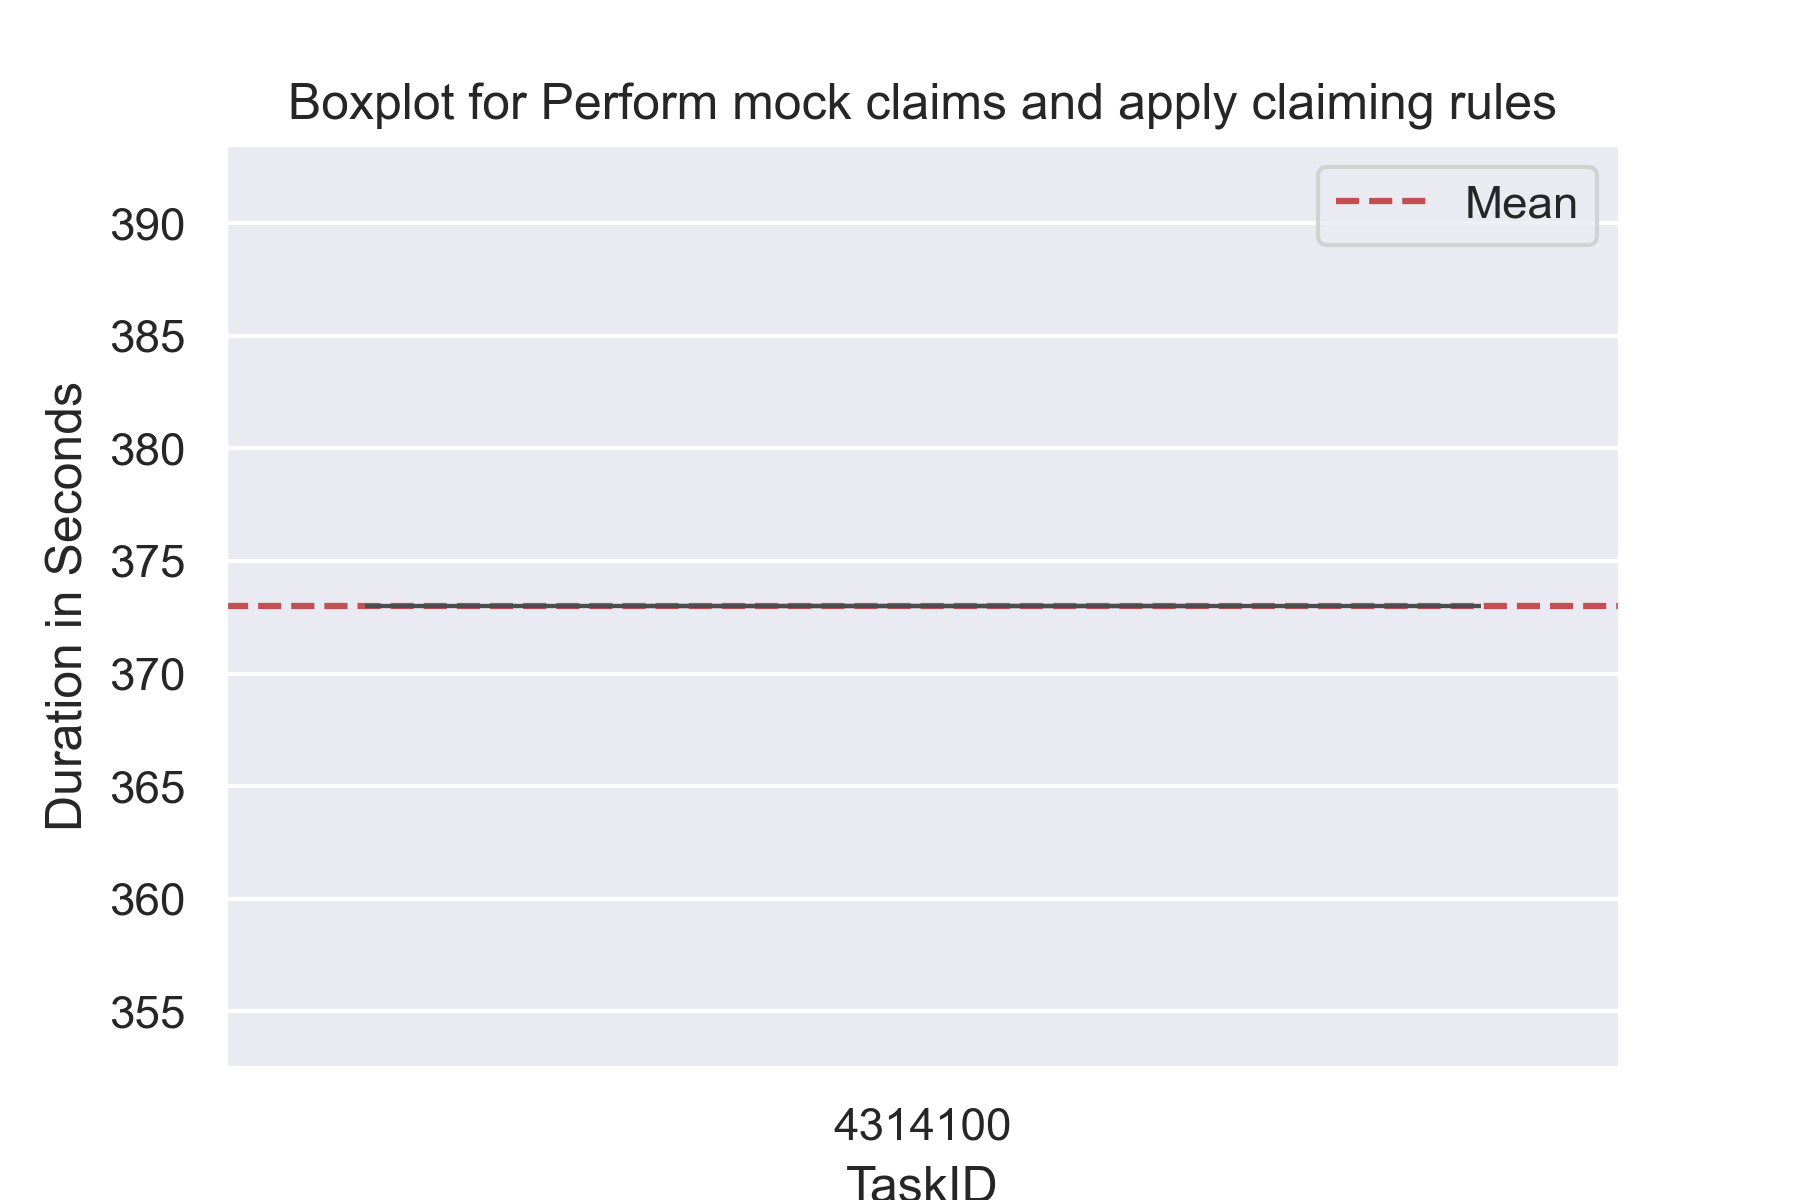 Boxplot for Perform mock claims and apply claiming rules
Mean
390
385
380
375
370
365
360
355
Duration in Seconds
4314100
TaskID